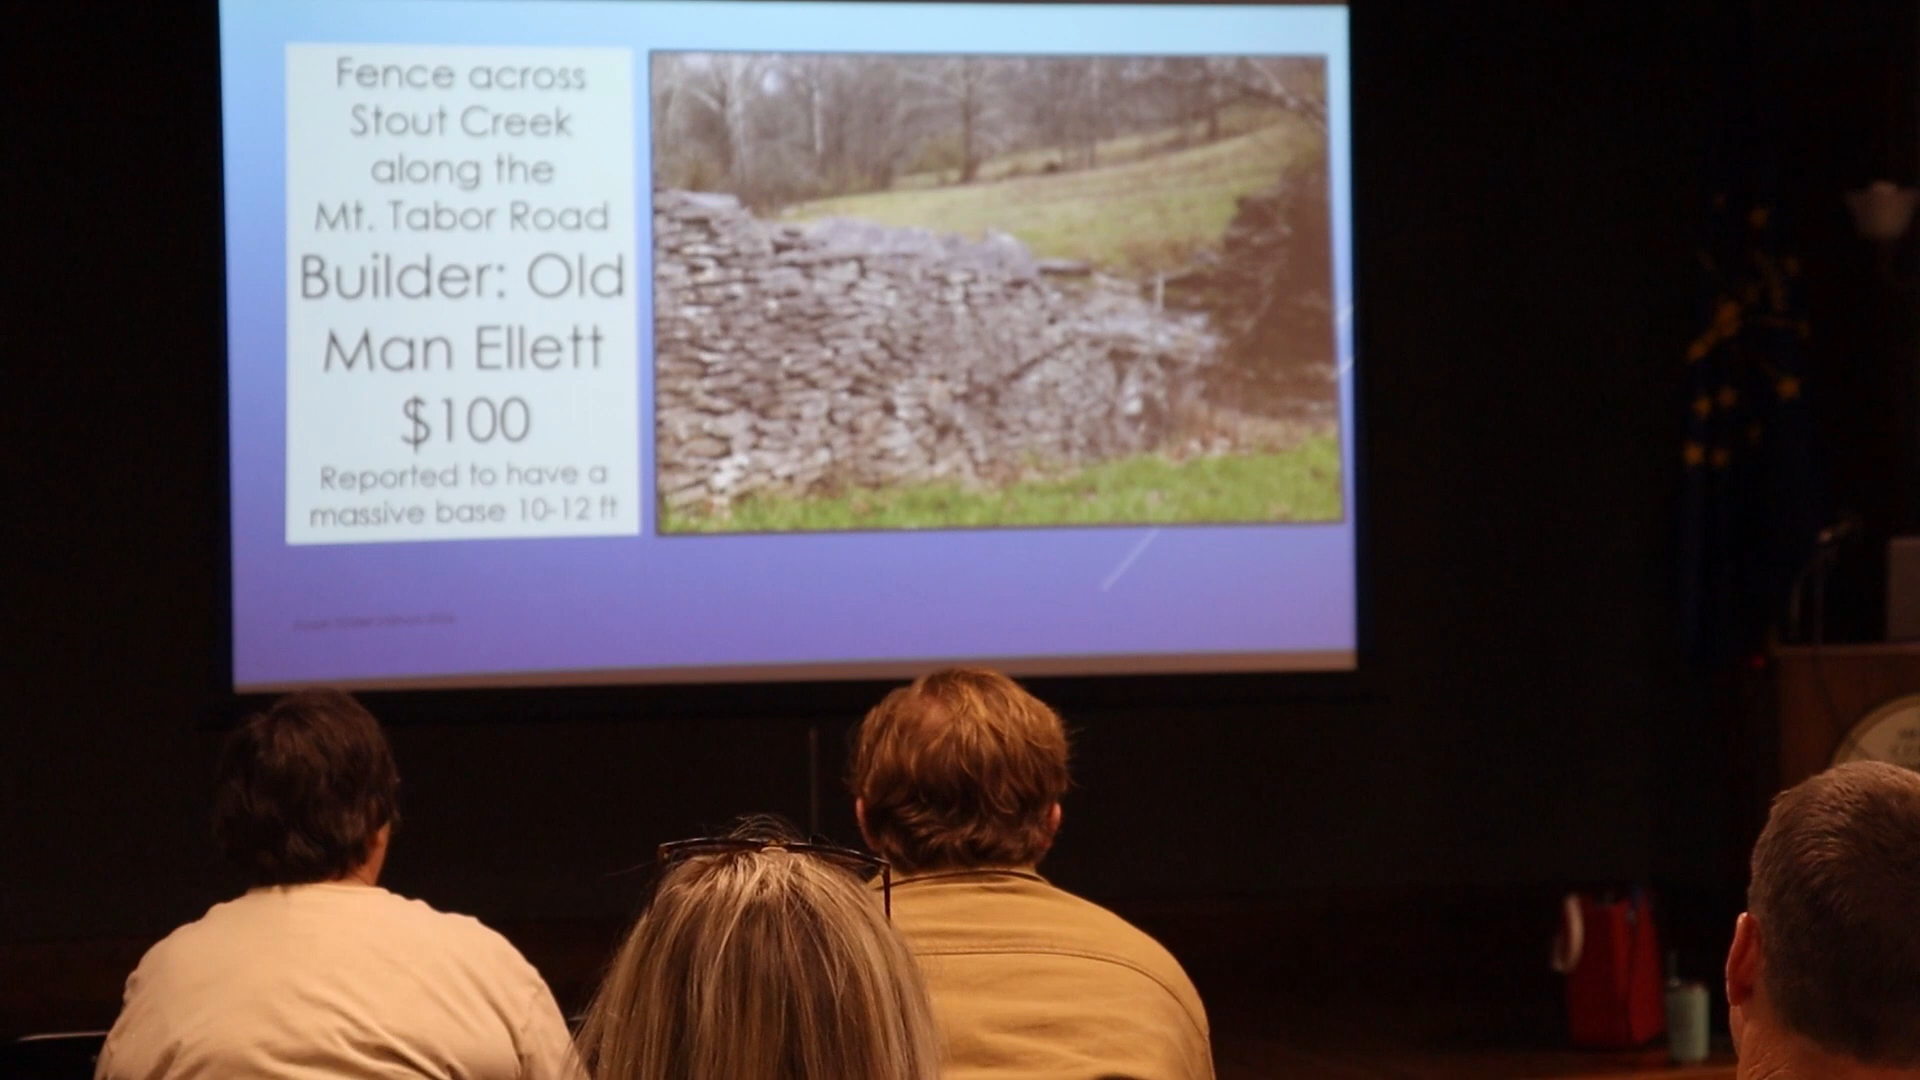 Fence across
Stout Creek
along the
Mt. Tabor Road
Builder: Old
Man Ellett
$100
Reported to have a
massive base 10-12 ft